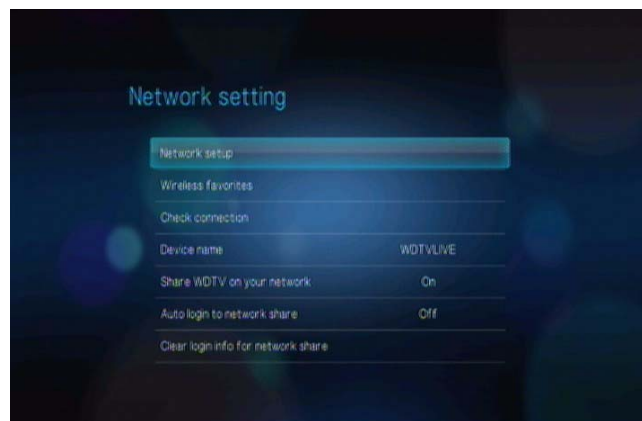 Network setting
Network setup
Wireless favorites
Check connection
Device name WDTVLIVE
Share WDTV on your network On
Auto login to network share Off
Clear login info for network share